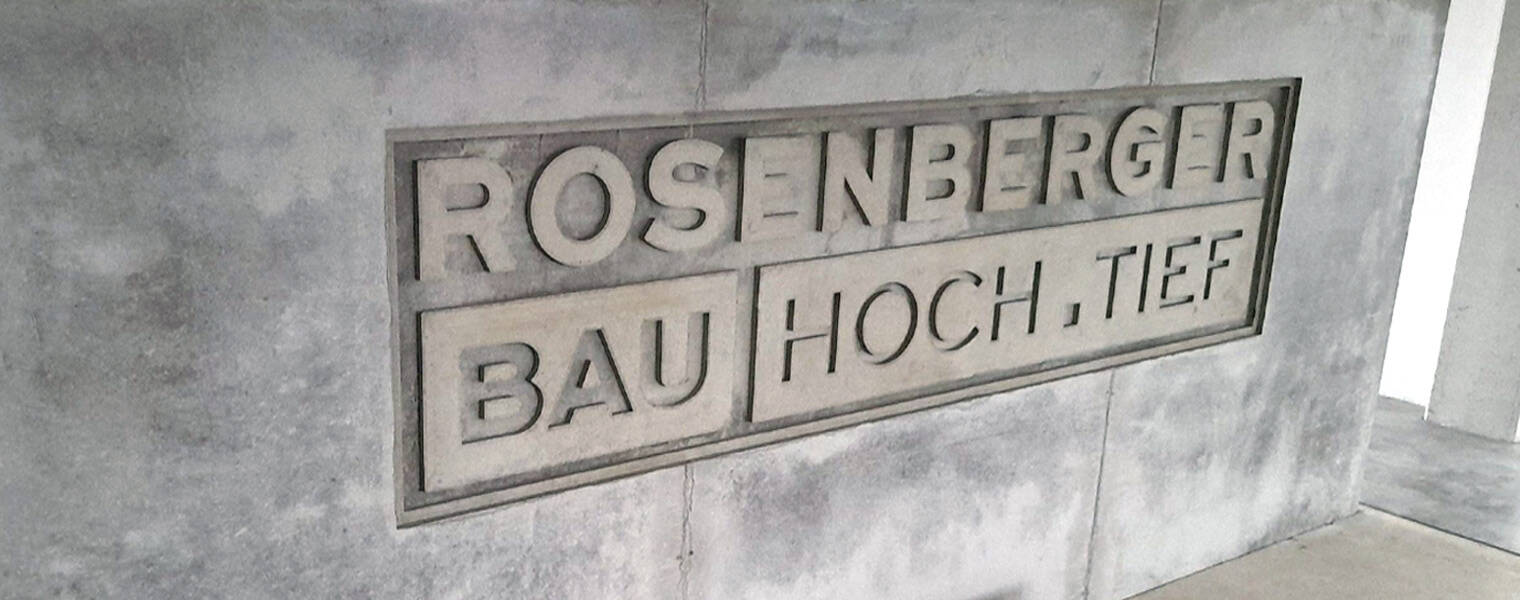 ROSENBERGER
BAU HOCH.TIEF